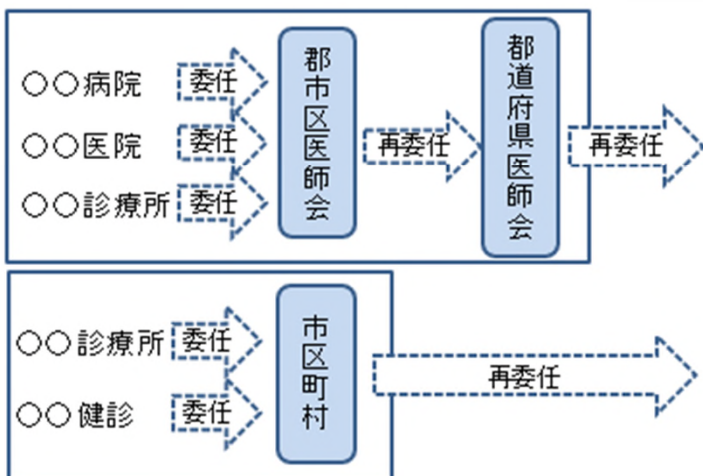 ○○病院 委任
○○医院 委任
○○診療所 委任
郡市区医師会
再委任
都道府県医師会
再委任
○○診療所 委任
○○健診 委任
市区町村
再委任